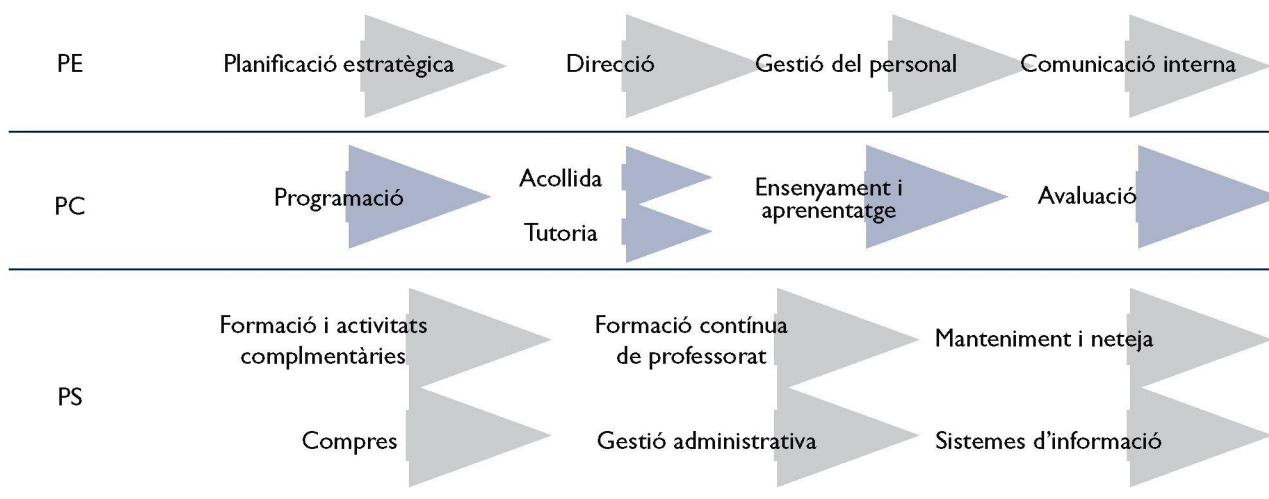 PE
Planificació estratègica
Direcció
Gestió del personal
Comunicació interna
PC
Programació
Acollida
Tutoria
Ensenyament i
aprenentatge
Avaluació
PS
Formació i activitats
complmentàries
Formació contínua
de professorat
Manteniment i neteja
Compres
Gestió administrativa
Sistemes d'informació